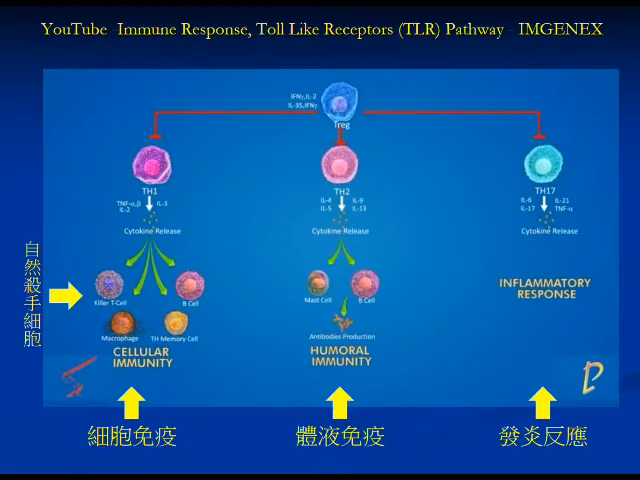 YouTube -Immune Response, Toll Like Receptors (TLR) Pathway - IMGENEX
IFNγ,IL-2
IL-35,IFNγ
Treg
TH1
TNF-α,β
IL-2
IL-3
Cytokine Release
Killer T-Cell
B Cell
Macrophage
TH Memory Cell
CELLULAR
IMMUNITY
TH2
IL-4
IL-5
IL-9
IL-13
Cytokine Release
Mast Cell
B Cell
Antibodies Production
HUMORAL
IMMUNITY
TH17
IL-6
IL-17
IL-21
TNF-α
Cytokine Release
INFLAMMATORY
RESPONSE
自然殺手細胞
細胞免疫
體液免疫
發炎反應